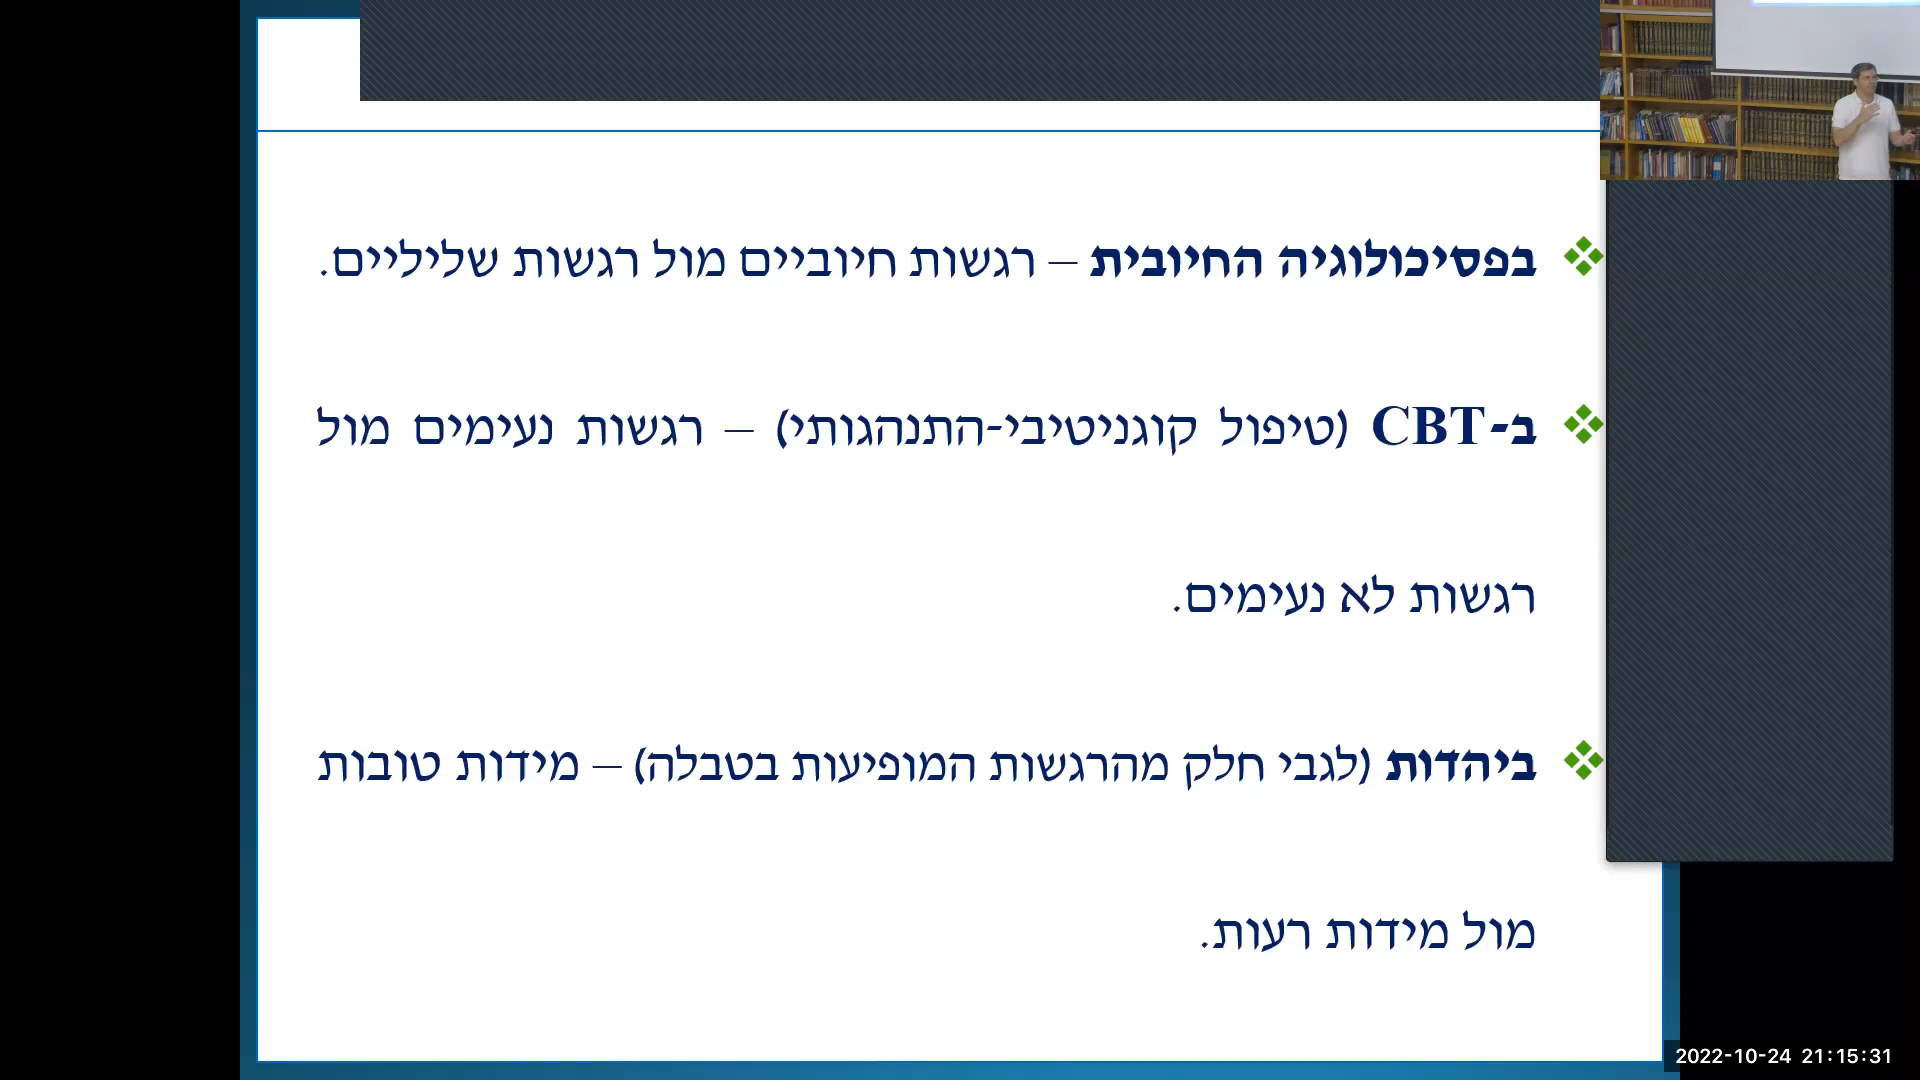 בפסיכולוגיה החיובית – רגשות חיוביים מול רגשות שליליים.
ב-CBT (טיפול קוגניטיבי-התנהגותי) – רגשות נעימים מול
רגשות לא נעימים.
ביהדות (לגבי חלק מהרגשות המופיעות בטבלה) – מידות טובות
מול מידות רעות.
2022-10-24 21:15:31